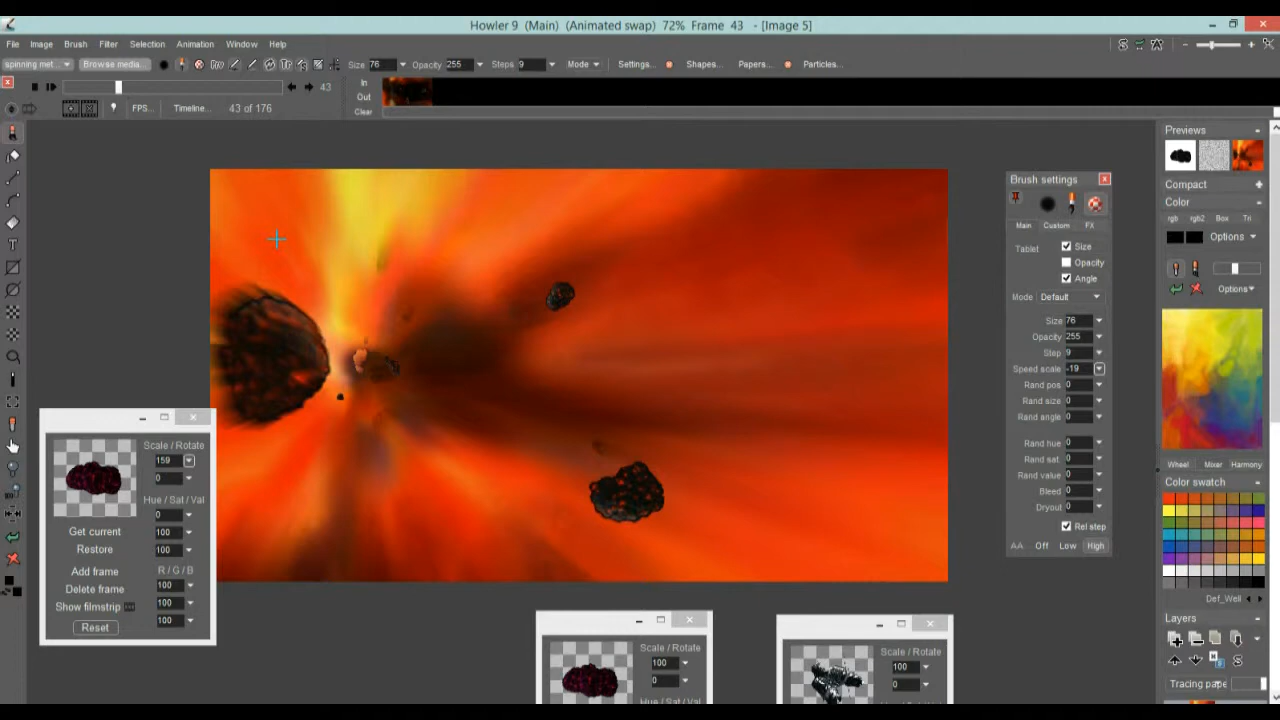 Howler 9 (Main) (Animated swap) 72% Frame 43 - [Image 5]
File Image Brush Filter Selection Animation Window Help
spinning met... Browse media... Size 76 Opacity 255 Steps 9 Mode Settings... Shapes... Papers... Particles...
43
In
Out
Clear
FPS... Timeline... 43 of 176
Previews
Compact
Color
rgb rgb2 Box Tri
Options
Options
Wheel Mixer Harmony
Color swatch
Def_Well
Layers
Tracing pape
Brush settings
Main Custom FX
Tablet Size
Opacity
Angle
Mode Default
Size 76
Opacity 255
Step 9
Speed scale -19
Rand pos 0
Rand size 0
Rand angle 0
Rand hue 0
Rand sat. 0
Rand value 0
Bleed 0
Dryout 0
Rel step
AA Off Low High
Scale / Rotate
159
0
Hue / Sat / Val
0
Get current 100
Restore 100
Add frame R / G / B
Delete frame 100
Show filmstrip 100
Reset 100
Scale / Rotate
100
0
Scale / Rotate
100
0